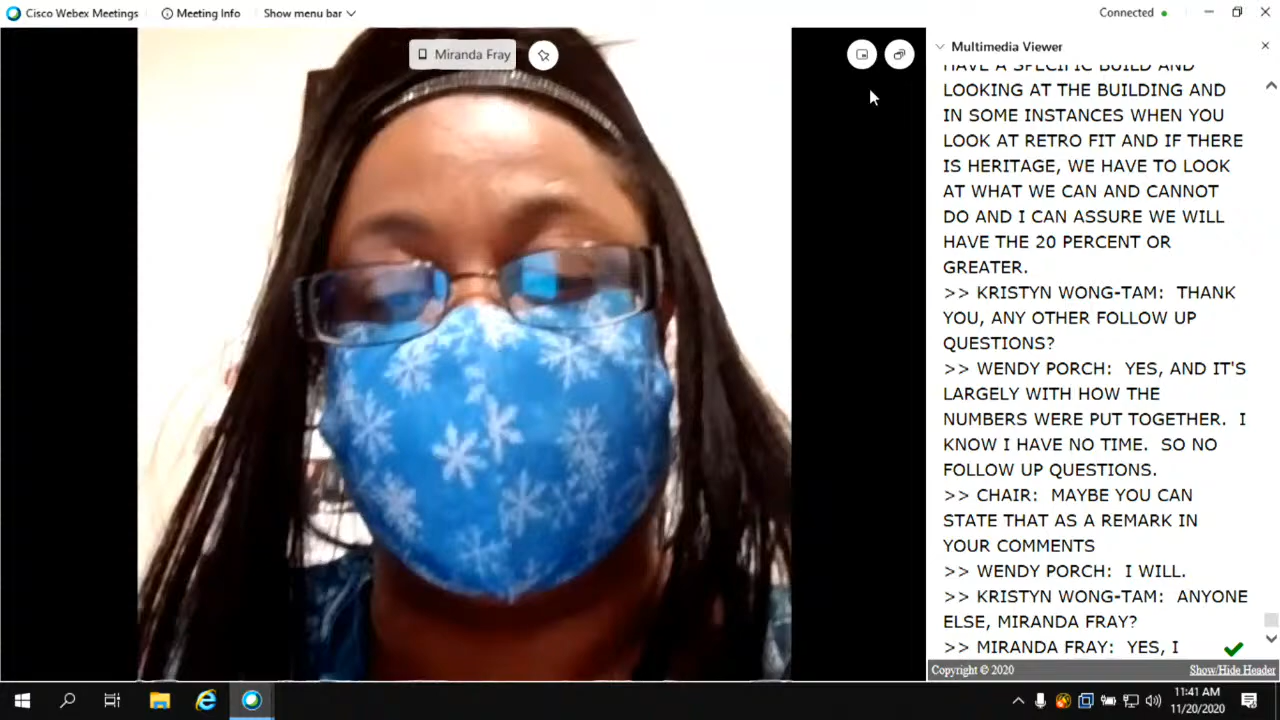 Cisco Webex Meetings
Meeting Info
Show menu bar
Connected
Miranda Fray
Multimedia Viewer
HAVE A SPECIFIC BUILD AND
LOOKING AT THE BUILDING AND
IN SOME INSTANCES WHEN YOU
LOOK AT RETRO FIT AND IF THERE
IS HERITAGE, WE HAVE TO LOOK
AT WHAT WE CAN AND CANNOT
DO AND I CAN ASSURE WE WILL
HAVE THE 20 PERCENT OR
GREATER.
>> KRISTYN WONG-TAM:  THANK
YOU, ANY OTHER FOLLOW UP
QUESTIONS?
>> WENDY PORCH:  YES, AND IT'S
LARGELY WITH HOW THE
NUMBERS WERE PUT TOGETHER.  I
KNOW I HAVE NO TIME.  SO NO
FOLLOW UP QUESTIONS.
>> CHAIR:  MAYBE YOU CAN
STATE THAT AS A REMARK IN
YOUR COMMENTS
>> WENDY PORCH:  I WILL.
>> KRISTYN WONG-TAM:  ANYONE
ELSE, MIRANDA FRAY?
>> MIRANDA FRAY:  YES, I
Copyright © 2020
Show/Hide Header
11:41 AM
11/20/2020